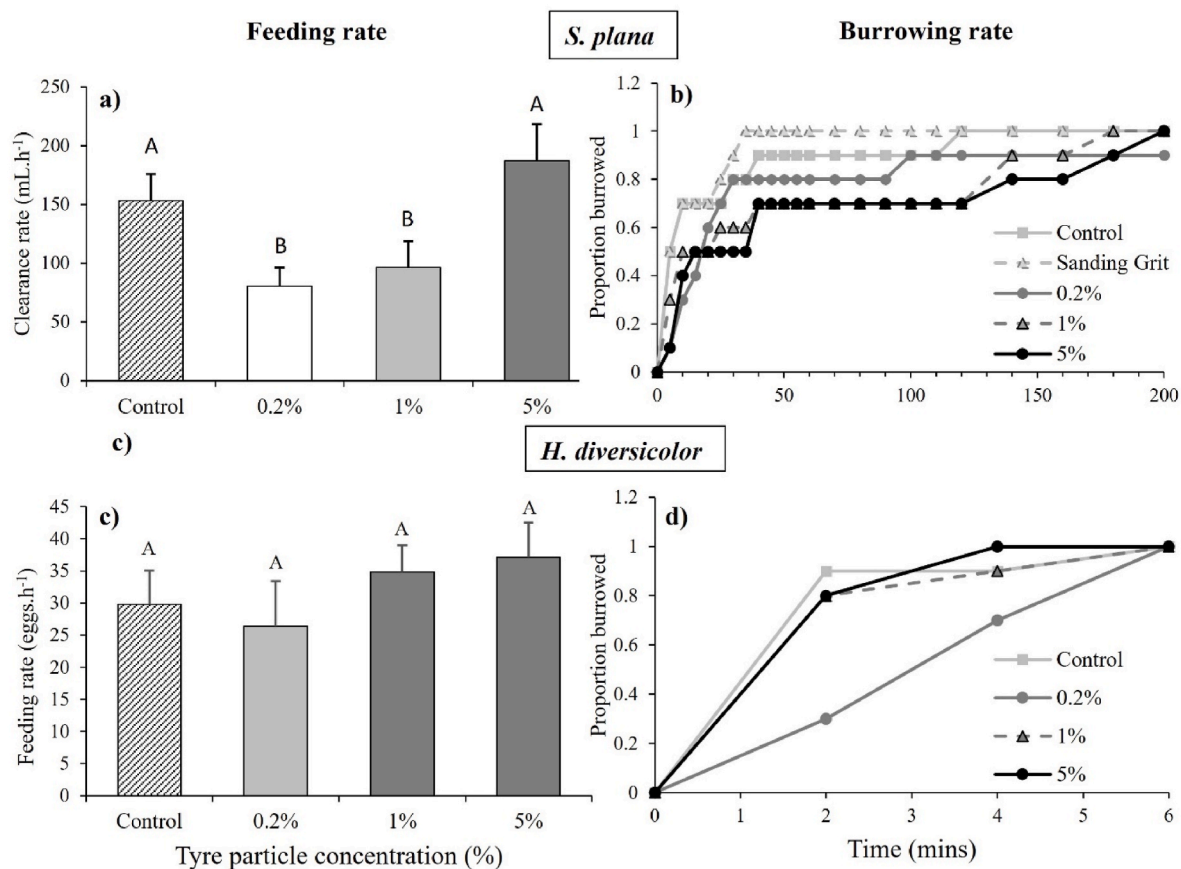 Feeding rate
S. plana
Burrowing rate
a)
Clearance rate (mL.h⁻¹)
250
200
150
100
50
0
A
B
B
A
Control
0.2%
1%
5%
b)
Proportion burrowed
1.2
1
0.8
0.6
0.4
0.2
0
Control
Sanding Grit
0.2%
1%
5%
0
50
100
150
200
c)
H. diversicolor
c)
Feeding rate (eggs.h⁻¹)
45
40
35
30
25
20
15
10
5
0
A
A
A
A
Control
0.2%
1%
5%
Tyre particle concentration (%)
d)
Proportion burrowed
1.2
1
0.8
0.6
0.4
0.2
0
Control
0.2%
1%
5%
0
1
2
3
4
5
6
Time (mins)